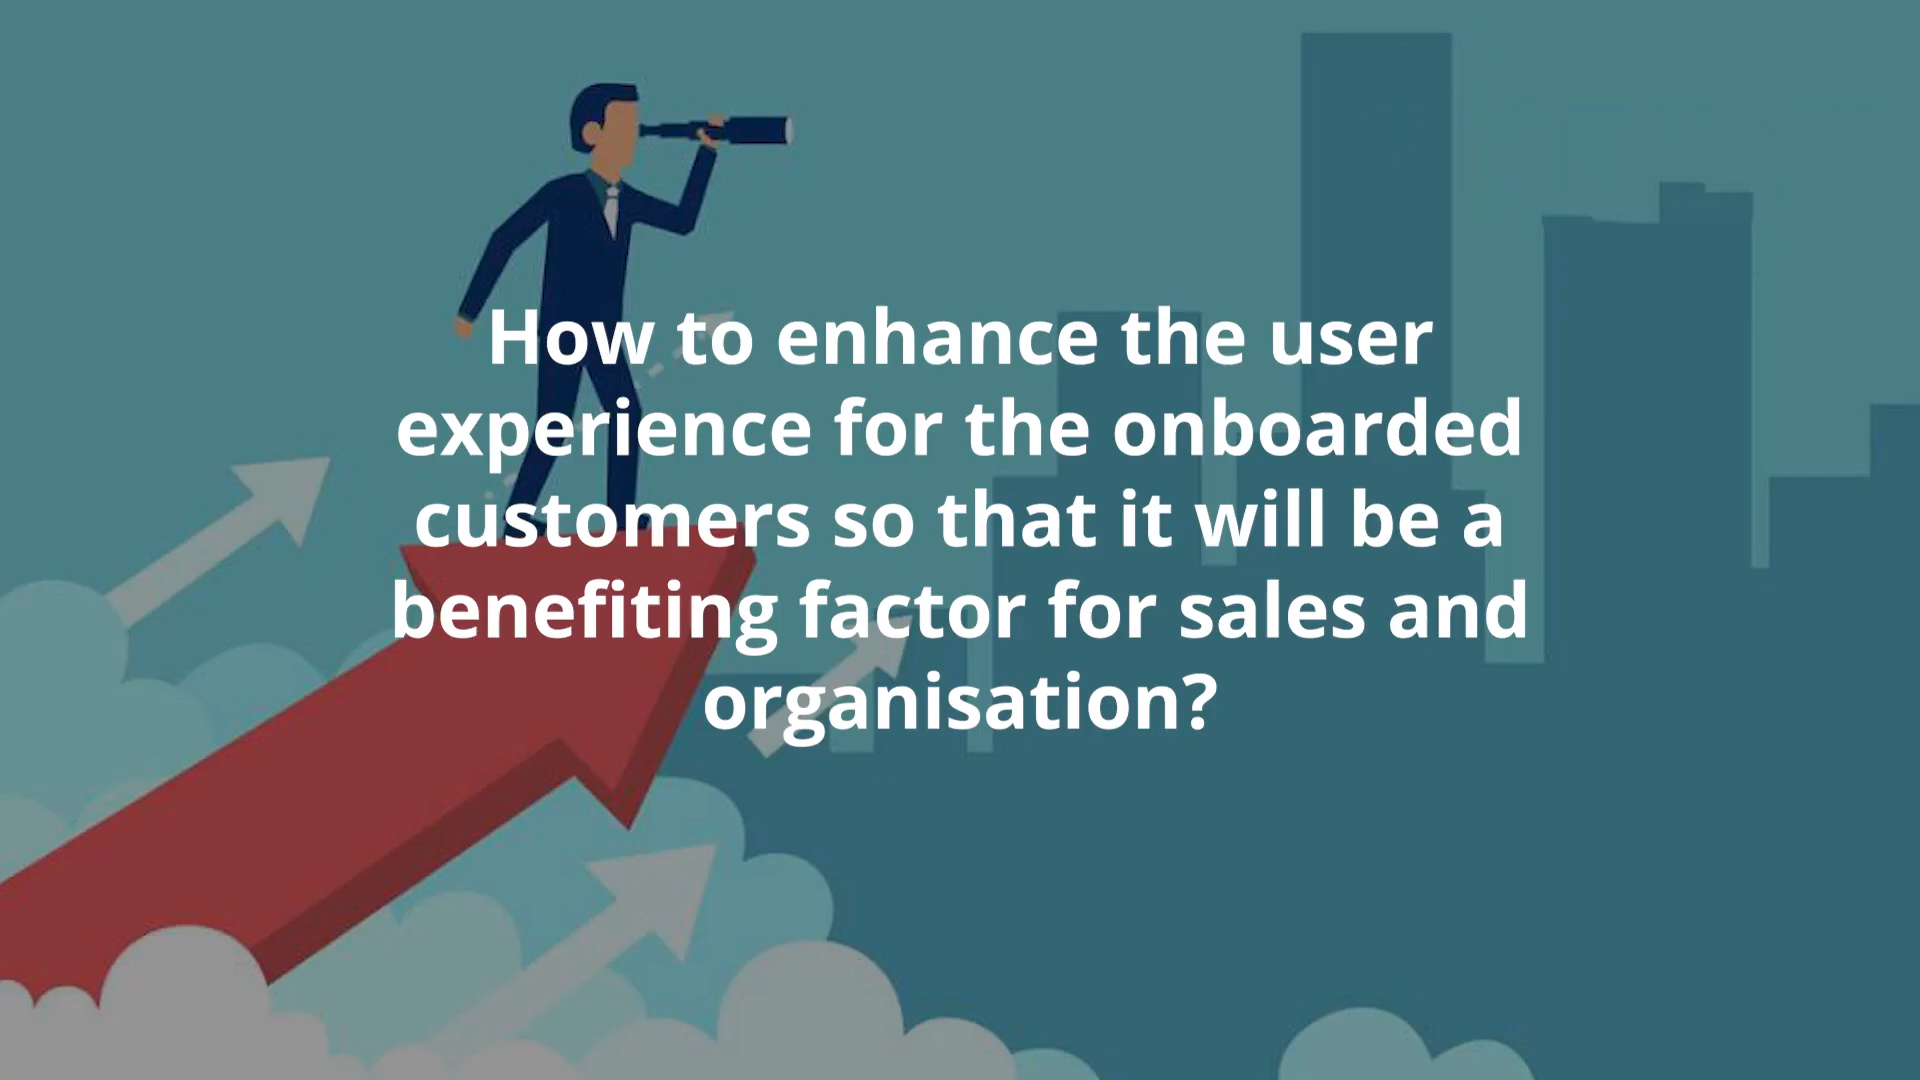 How to enhance the user
experience for the onboarded
customers so that it will be a
benefiting factor for sales and
organisation?